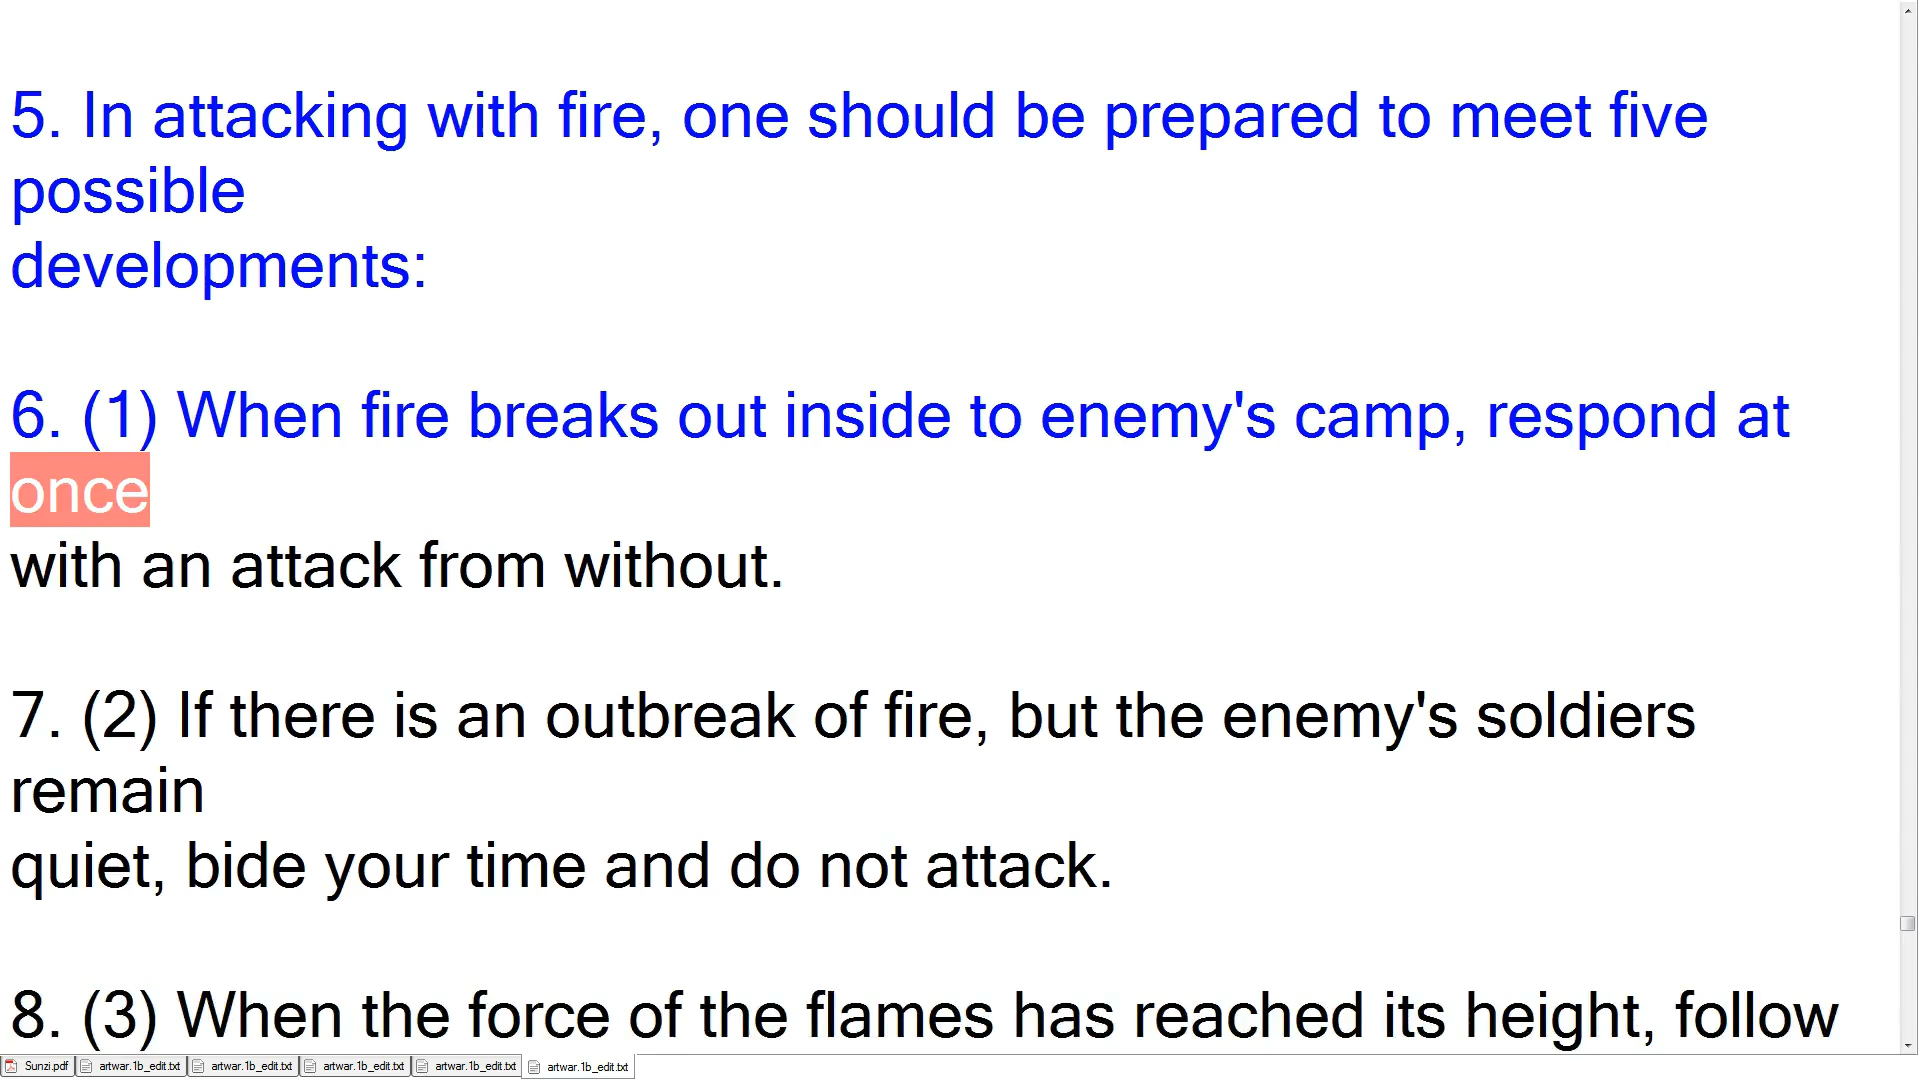 5. In attacking with fire, one should be prepared to meet five
possible
developments:
6. (1) When fire breaks out inside to enemy's camp, respond at
once
with an attack from without.
7. (2) If there is an outbreak of fire, but the enemy's soldiers
remain
quiet, bide your time and do not attack.
8. (3) When the force of the flames has reached its height, follow
Sunzi.pdf artwar.1b_edit.txt artwar.1b_edit.txt artwar.1b_edit.txt artwar.1b_edit.txt artwar.1b_edit.txt